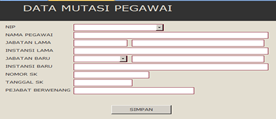 DATA MUTASI PEGAWAI
NIP
NAMA PEGAWAI
JABATAN LAMA
INSTANSI LAMA
JABATAN BARU
INSTANSI BARU
NOMOR SK
TANGGAL SK
PEJABAT BERWENANG
SIMPAN